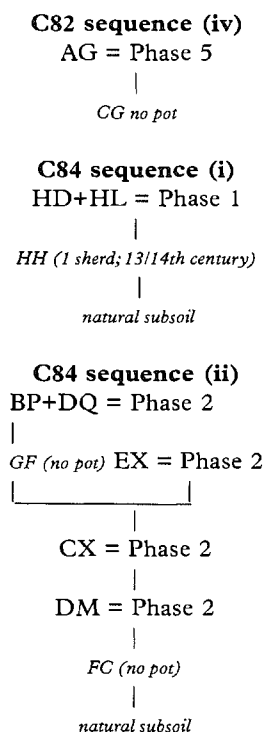 C82 sequence (iv)
AG = Phase 5
CG no pot
C84 sequence (i)
HD+HL = Phase 1
HH (1 sherd; 13/14th century)
natural subsoil
C84 sequence (ii)
BP+DQ = Phase 2
GF (no pot) EX = Phase 2
CX = Phase 2
DM = Phase 2
FC (no pot)
natural subsoil